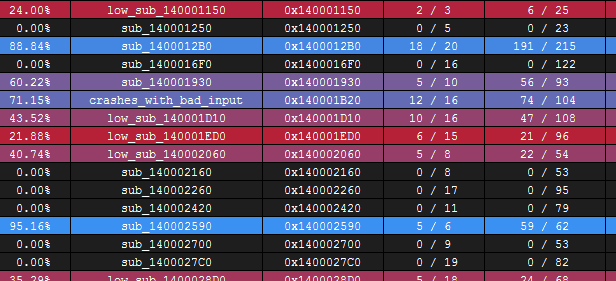 24.00% low_sub_140001150 0x140001150 2 / 3 6 / 25
0.00% sub_140001250 0x140001250 0 / 5 0 / 23
88.84% sub_1400012B0 0x1400012B0 18 / 20 191 / 215
0.00% sub_1400016F0 0x1400016F0 0 / 16 0 / 122
60.22% sub_140001930 0x140001930 5 / 10 56 / 93
71.15% crashes_with_bad_input 0x140001B20 12 / 16 74 / 104
43.52% low_sub_140001D10 0x140001D10 10 / 16 47 / 108
21.88% low_sub_140001ED0 0x140001ED0 6 / 15 21 / 96
40.74% low_sub_140002060 0x140002060 5 / 8 22 / 54
0.00% sub_140002160 0x140002160 0 / 8 0 / 53
0.00% sub_140002260 0x140002260 0 / 17 0 / 95
0.00% sub_140002420 0x140002420 0 / 11 0 / 79
95.16% sub_140002590 0x140002590 5 / 6 59 / 62
0.00% sub_140002700 0x140002700 0 / 9 0 / 53
0.00% sub_1400027C0 0x1400027C0 0 / 19 0 / 82
35.29% low_sub_1400028D0 0x1400028D0 5 / 18 24 / 68